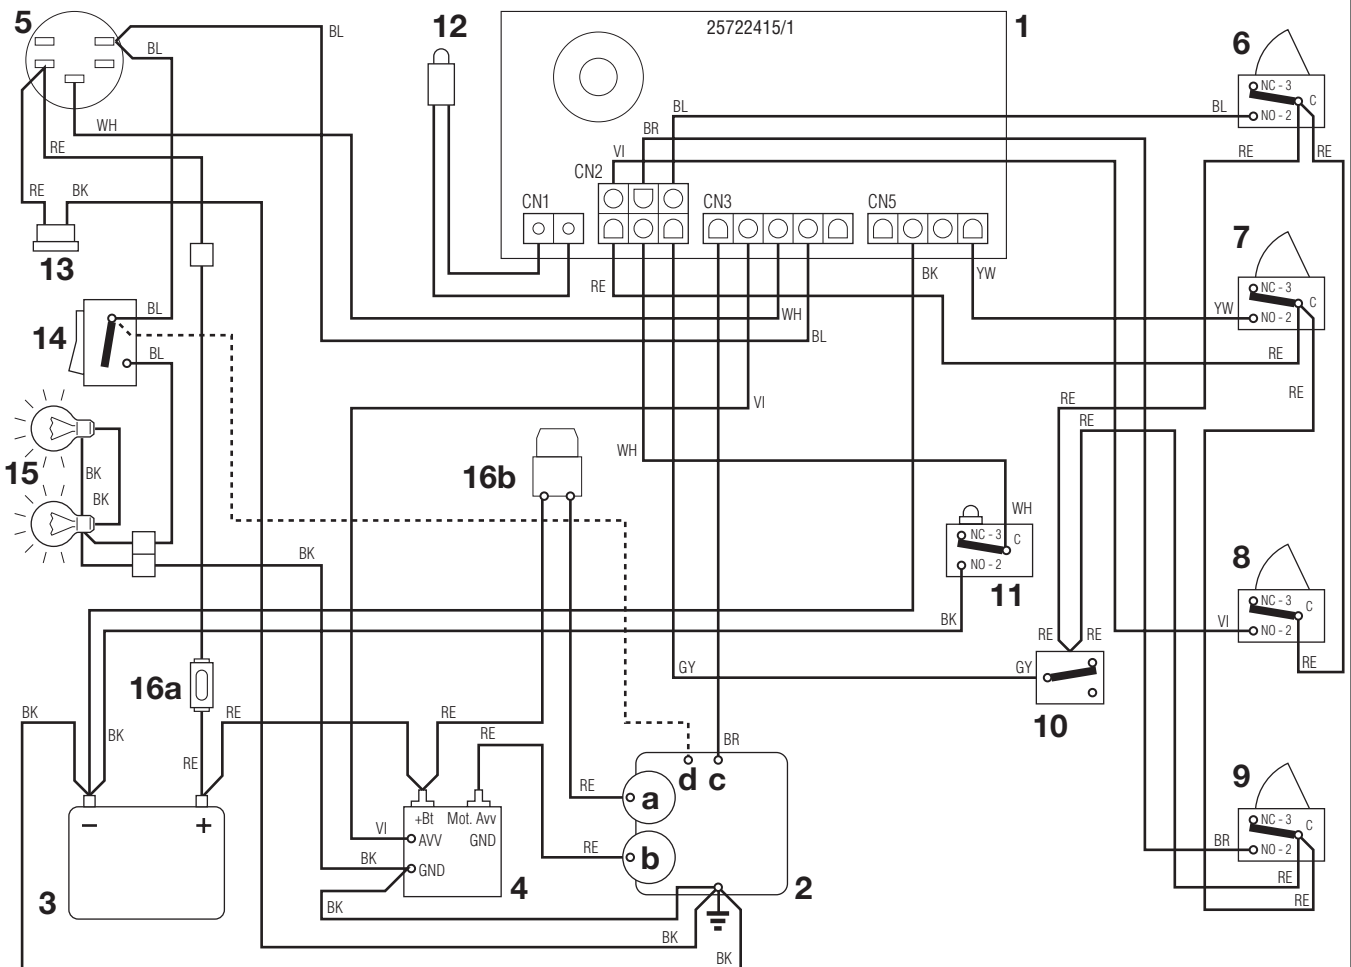 5
BL
12
25722415/1
1
6
BL
NC - 3
C
NO - 2
BL
BL
BR
WH
VI
RE
RE
RE
CN2
RE
BK
CN1
CN3
CN5
7
13
BK
YW
NC - 3
C
RE
BL
WH
YW
NO - 2
14
BL
BL
RE
RE
VI
RE
RE
15
BK
WH
16b
BK
WH
NC - 3
C
8
BK
NO - 2
11
NC - 3
C
BK
VI
NO - 2
RE
RE
GY
GY
RE
16a
10
BK
RE
RE
BK
RE
BR
RE
d
c
9
RE
a
+Bt
Mot. Avv
NC - 3
C
−
+
VI
AVV
GND
BR
NO - 2
BK
GND
RE
b
RE
3
4
2
RE
BK
BK
BK